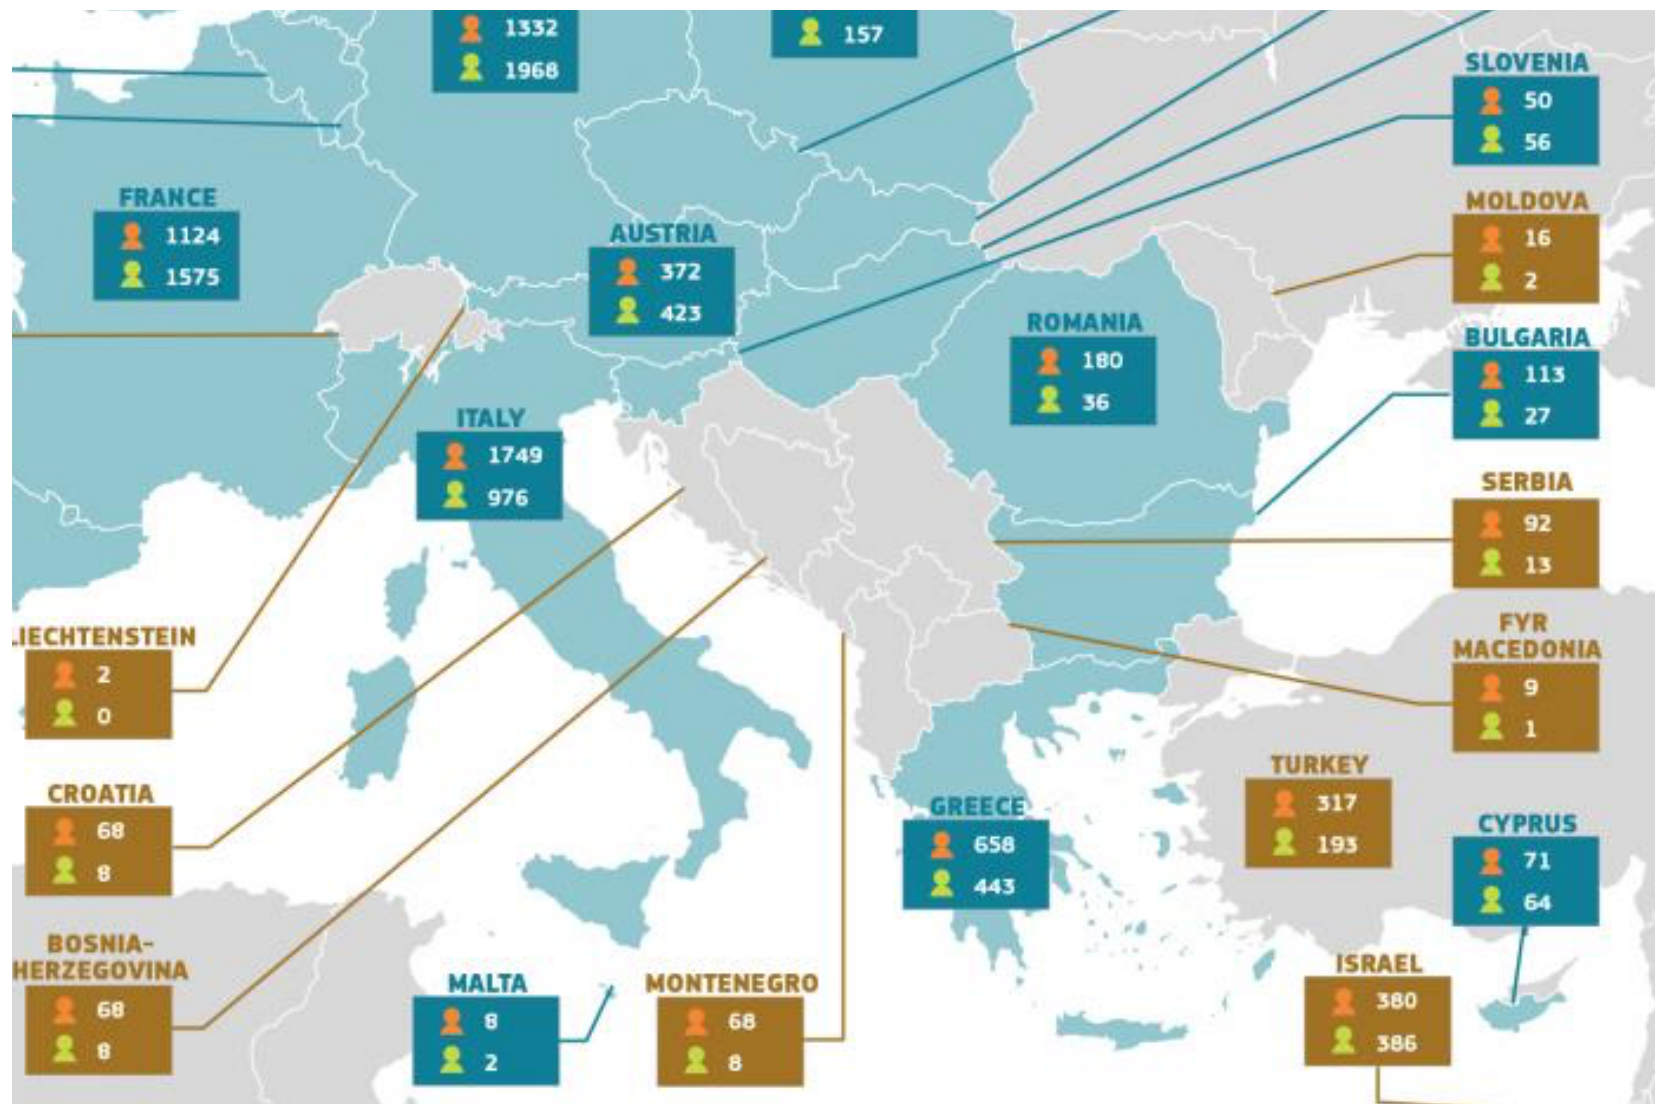 1332
1968
157
SLOVENIA
50
56
FRANCE
1124
1575
MOLDOVA
16
2
AUSTRIA
372
423
ROMANIA
180
36
BULGARIA
113
27
ITALY
1749
976
SERBIA
92
13
LIECHTENSTEIN
2
0
FYR
MACEDONIA
9
1
CROATIA
68
8
TURKEY
317
193
GREECE
658
443
CYPRUS
71
64
BOSNIA-
HERZEGOVINA
68
8
MALTA
8
2
MONTENEGRO
68
8
ISRAEL
380
386